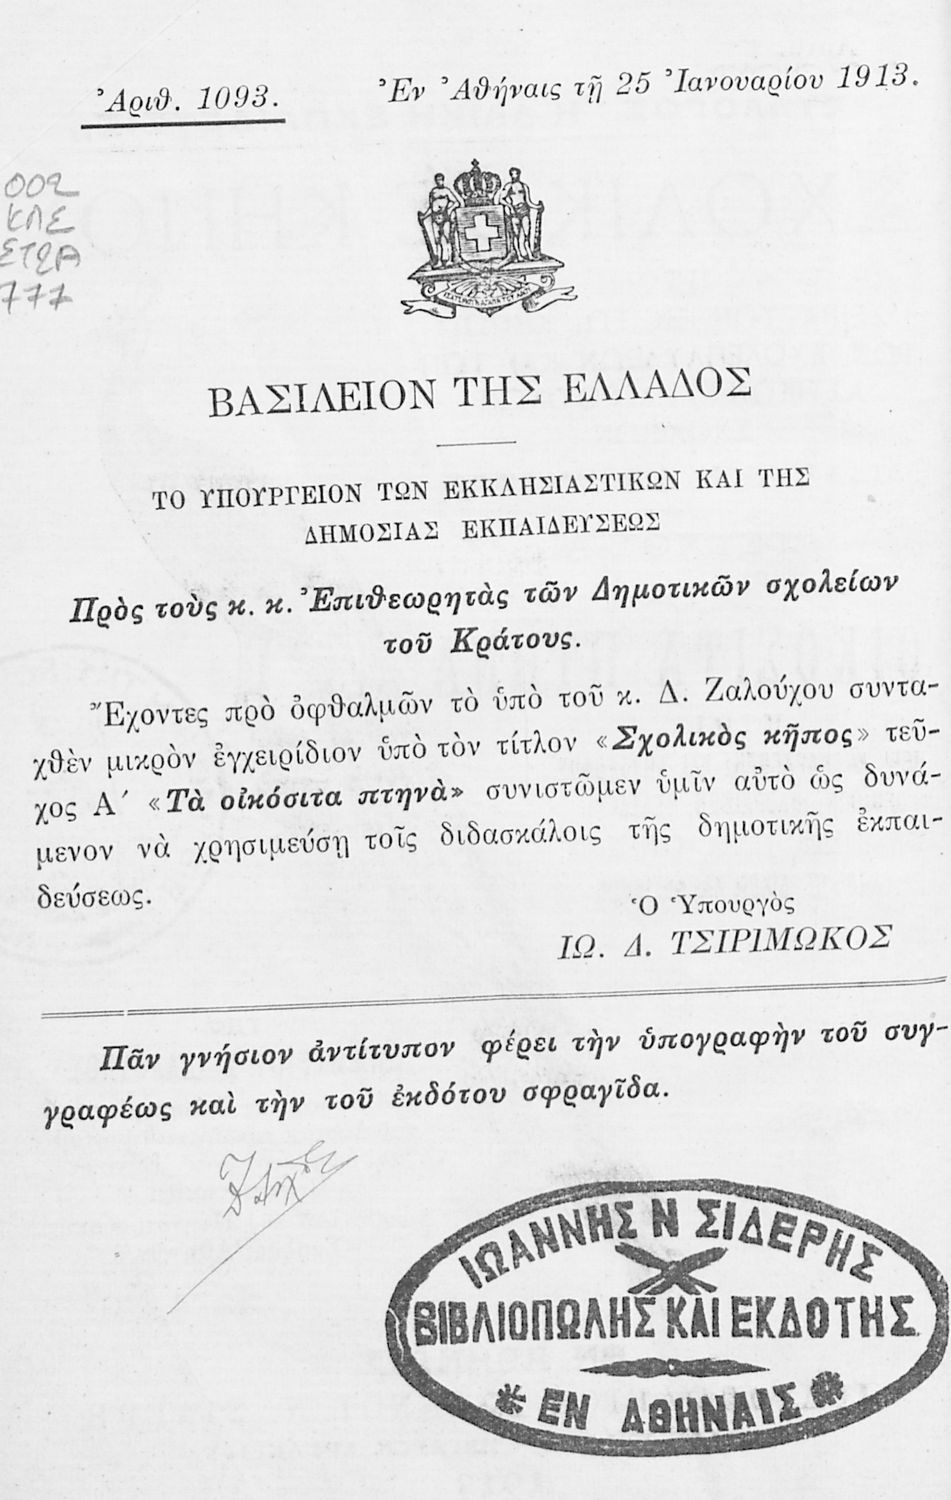 Ἀριθ. 1093.
Ἐν Ἀθήναις τῇ 25 Ἰανουαρίου 1913.
002
ΚΛΣ
ΣΤ2Α
777
ΒΑΣΙΛΕΙΟΝ ΤΗΣ ΕΛΛΑΔΟΣ
ΤΟ ΥΠΟΥΡΓΕΙΟΝ ΤΩΝ ΕΚΚΛΗΣΙΑΣΤΙΚΩΝ ΚΑΙ ΤΗΣ
ΔΗΜΟΣΙΑΣ ΕΚΠΑΙΔΕΥΣΕΩΣ
Πρὸς τοὺς κ. κ. Ἐπιθεωρητὰς τῶν Δημοτικῶν σχολείων
τοῦ Κράτους.
Ἔχοντες πρὸ ὀφθαλμῶν τὸ ὑπὸ τοῦ κ. Δ. Ζαλούχου συντα-
χθὲν μικρὸν ἐγχειρίδιον ὑπὸ τὸν τίτλον «Σχολικὸς κῆπος» τεῦ-
χος Α΄ «Τὰ οἰκόσιτα πτηνὰ» συνιστῶμεν ὑμῖν αὐτὸ ὡς δυνά-
μενον νὰ χρησιμεύσῃ τοῖς διδασκάλοις τῆς δημοτικῆς ἐκπαι-
δεύσεως.
Ὁ Ὑπουργὸς
ΙΩ. Δ. ΤΣΙΡΙΜΩΚΟΣ
Πᾶν γνήσιον ἀντίτυπον φέρει τὴν ὑπογραφὴν τοῦ συγ-
γραφέως καὶ τὴν τοῦ ἐκδότου σφραγῖδα.
ΙΩΑΝΝΗΣ Ν ΣΙΔΕΡΗΣ
ΒΙΒΛΙΟΠΩΛΗΣ ΚΑΙ ΕΚΔΟΤΗΣ
ΕΝ ΑΘΗΝΑΙΣ